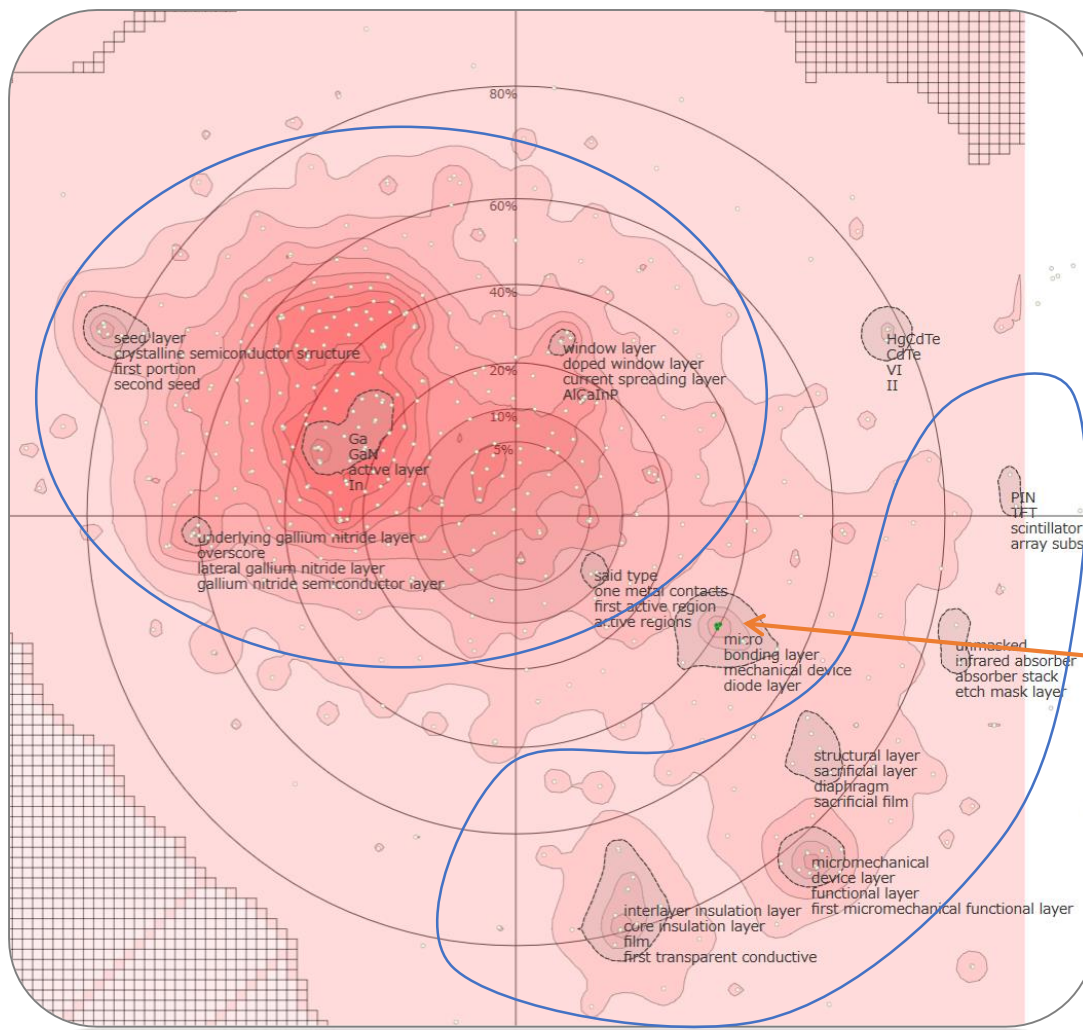 80%
60%
40%
20%
10%
5%
seed layer
crystalline semiconductor structure
first portion
second seed
window layer
doped window layer
current spreading layer
AlGaInP
HgCdTe
CdTe
VI
II
Ga
GaN
active layer
In
underlying gallium nitride layer
overscore
lateral gallium nitride layer
gallium nitride semiconductor layer
said type
one metal contacts
first active region
active regions
PIN
TFT
scintillator
array subs
micro
bonding layer
mechanical device
diode layer
unmasked
infrared absorber
absorber stack
etch mask layer
structural layer
sacrificial layer
diaphragm
sacrificial film
micromechanical
device layer
functional layer
first micromechanical functional layer
interlayer insulation layer
core insulation layer
film
first transparent conductive